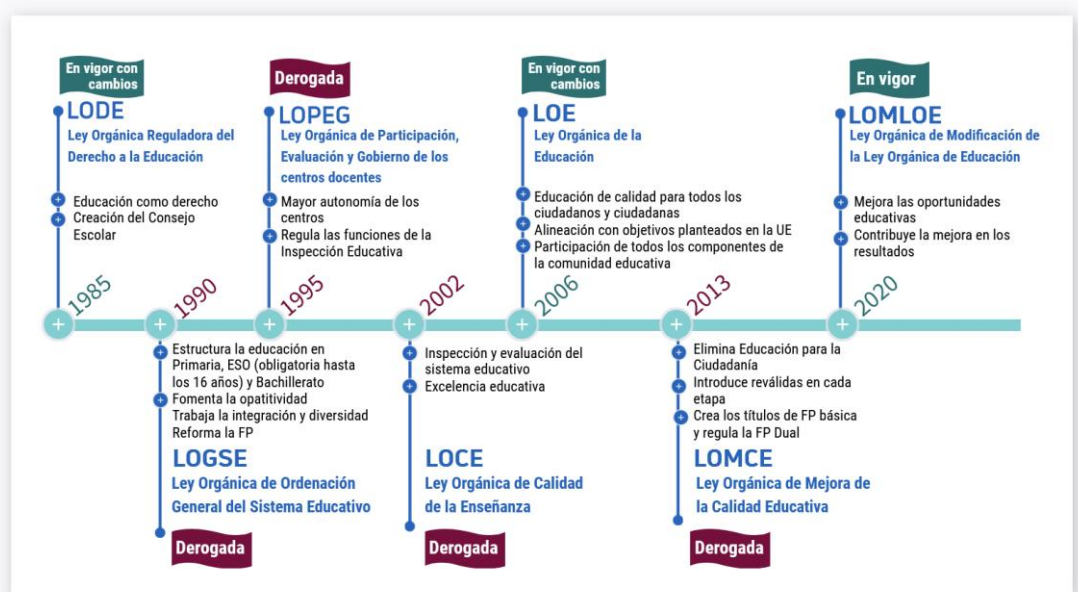 En vigor con
cambios
LODE
Ley Orgánica Reguladora del
Derecho a la Educación
Educación como derecho
Creación del Consejo
Escolar
1985
Derogada
LOPEG
Ley Orgánica de Participación,
Evaluación y Gobierno de los
centros docentes
Mayor autonomía de los
centros
Regula las funciones de la
Inspección Educativa
1995
En vigor con
cambios
LOE
Ley Orgánica de la
Educación
Educación de calidad para todos los
ciudadanos y ciudadanas
Alineación con objetivos planteados en la UE
Participación de todos los componentes de
la comunidad educativa
2006
En vigor
LOMLOE
Ley Orgánica de Modificación de
la Ley Orgánica de Educación
Mejora las oportunidades
educativas
Contribuye la mejora en los
resultados
2020
1990
Estructura la educación en
Primaria, ESO (obligatoria hasta
los 16 años) y Bachillerato
Fomenta la opatitividad
Trabaja la integración y diversidad
Reforma la FP
LOGSE
Ley Orgánica de Ordenación
General del Sistema Educativo
Derogada
2002
Inspección y evaluación del
sistema educativo
Excelencia educativa
LOCE
Ley Orgánica de Calidad
de la Enseñanza
Derogada
2013
Elimina Educación para la
Ciudadanía
Introduce reválidas en cada
etapa
Crea los títulos de FP básica
y regula la FP Dual
LOMCE
Ley Orgánica de Mejora de
la Calidad Educativa
Derogada